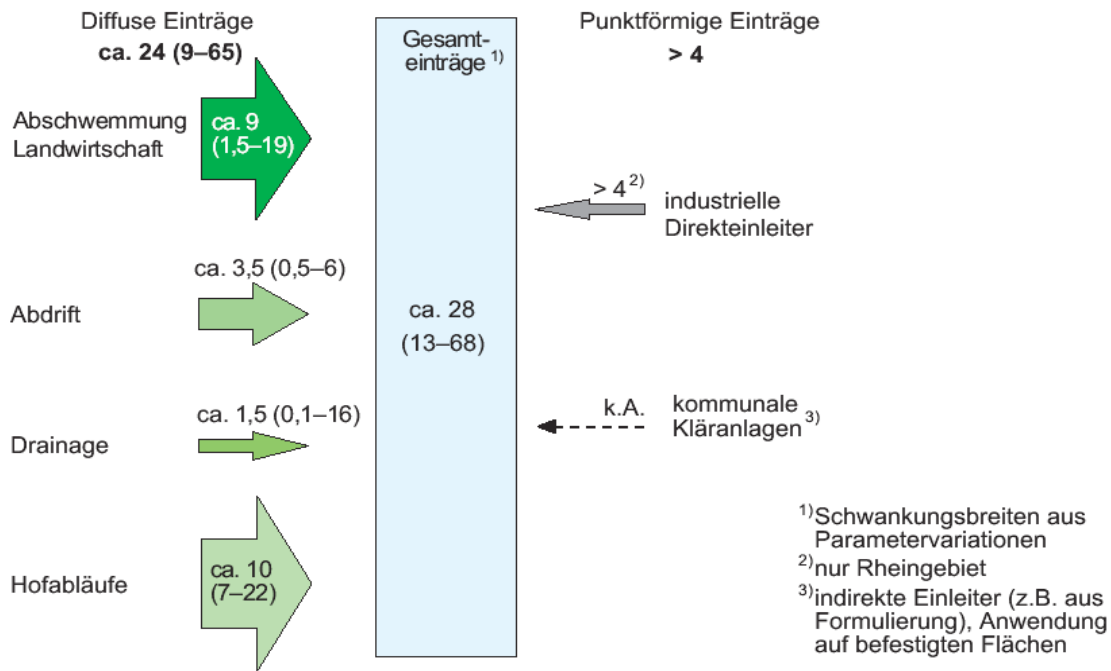 Diffuse Einträge
ca. 24 (9–65)
Abschwemmung
Landwirtschaft
ca. 9
(1,5–19)
Abdrift
ca. 3,5 (0,5–6)
Drainage
ca. 1,5 (0,1–16)
Hofabläufe
ca. 10
(7–22)
Gesamt-
einträge 1)
ca. 28
(13–68)
Punktförmige Einträge
> 4
> 4 2)
industrielle
Direkteinleiter
k.A.
kommunale
Kläranlagen 3)
1)Schwankungsbreiten aus
Parametervariationen
2)nur Rheingebiet
3)indirekte Einleiter (z.B. aus
Formulierung), Anwendung
auf befestigten Flächen